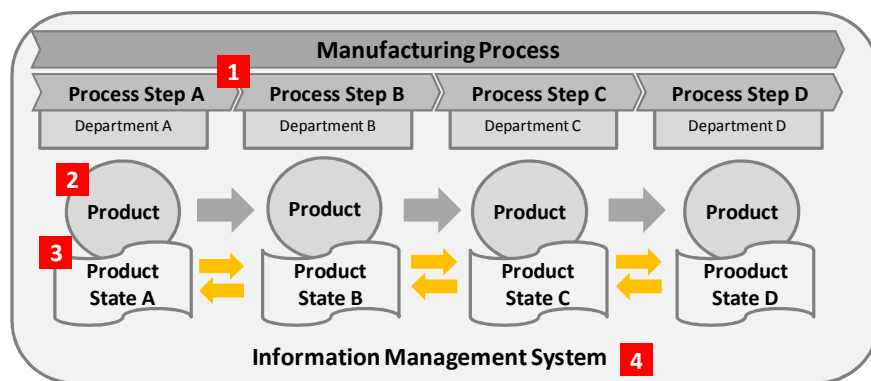 Manufacturing Process
1
Process Step A
Process Step B
Process Step C
Process Step D
Department A
Department B
Department C
Department D
2
Product
Product
Product
Product
3
Product
State A
Product
State B
Product
State C
Prooduct
State D
Information Management System
4